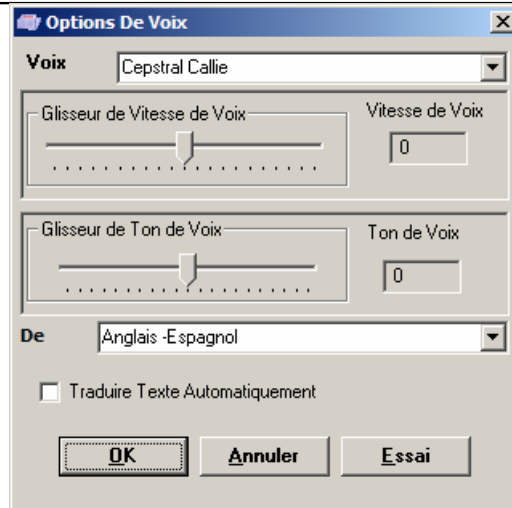 Options De Voix
Voix Cepstral Callie
Glisseur de Vitesse de Voix Vitesse de Voix
0
Glisseur de Ton de Voix Ton de Voix
0
De Anglais -Espagnol
Traduire Texte Automatiquement
OK Annuler Essai